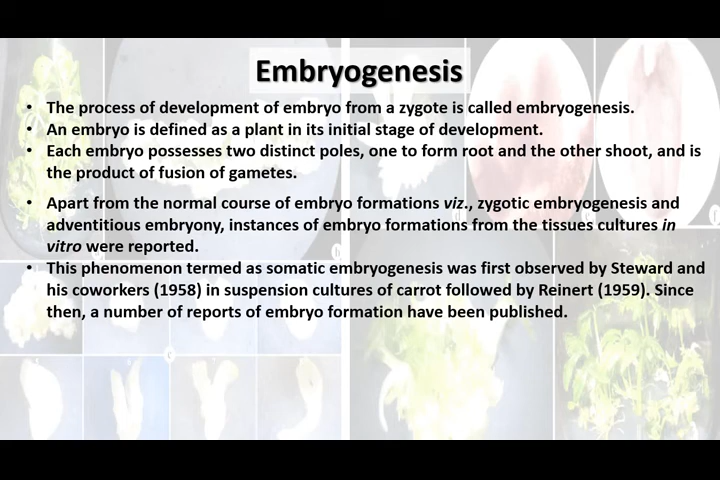 Embryogenesis
• The process of development of embryo from a zygote is called embryogenesis.
• An embryo is defined as a plant in its initial stage of development.
• Each embryo possesses two distinct poles, one to form root and the other shoot, and is
the product of fusion of gametes.
• Apart from the normal course of embryo formations viz., zygotic embryogenesis and
adventitious embryony, instances of embryo formations from the tissues cultures in
vitro were reported.
• This phenomenon termed as somatic embryogenesis was first observed by Steward and
his coworkers (1958) in suspension cultures of carrot followed by Reinert (1959). Since
then, a number of reports of embryo formation have been published.